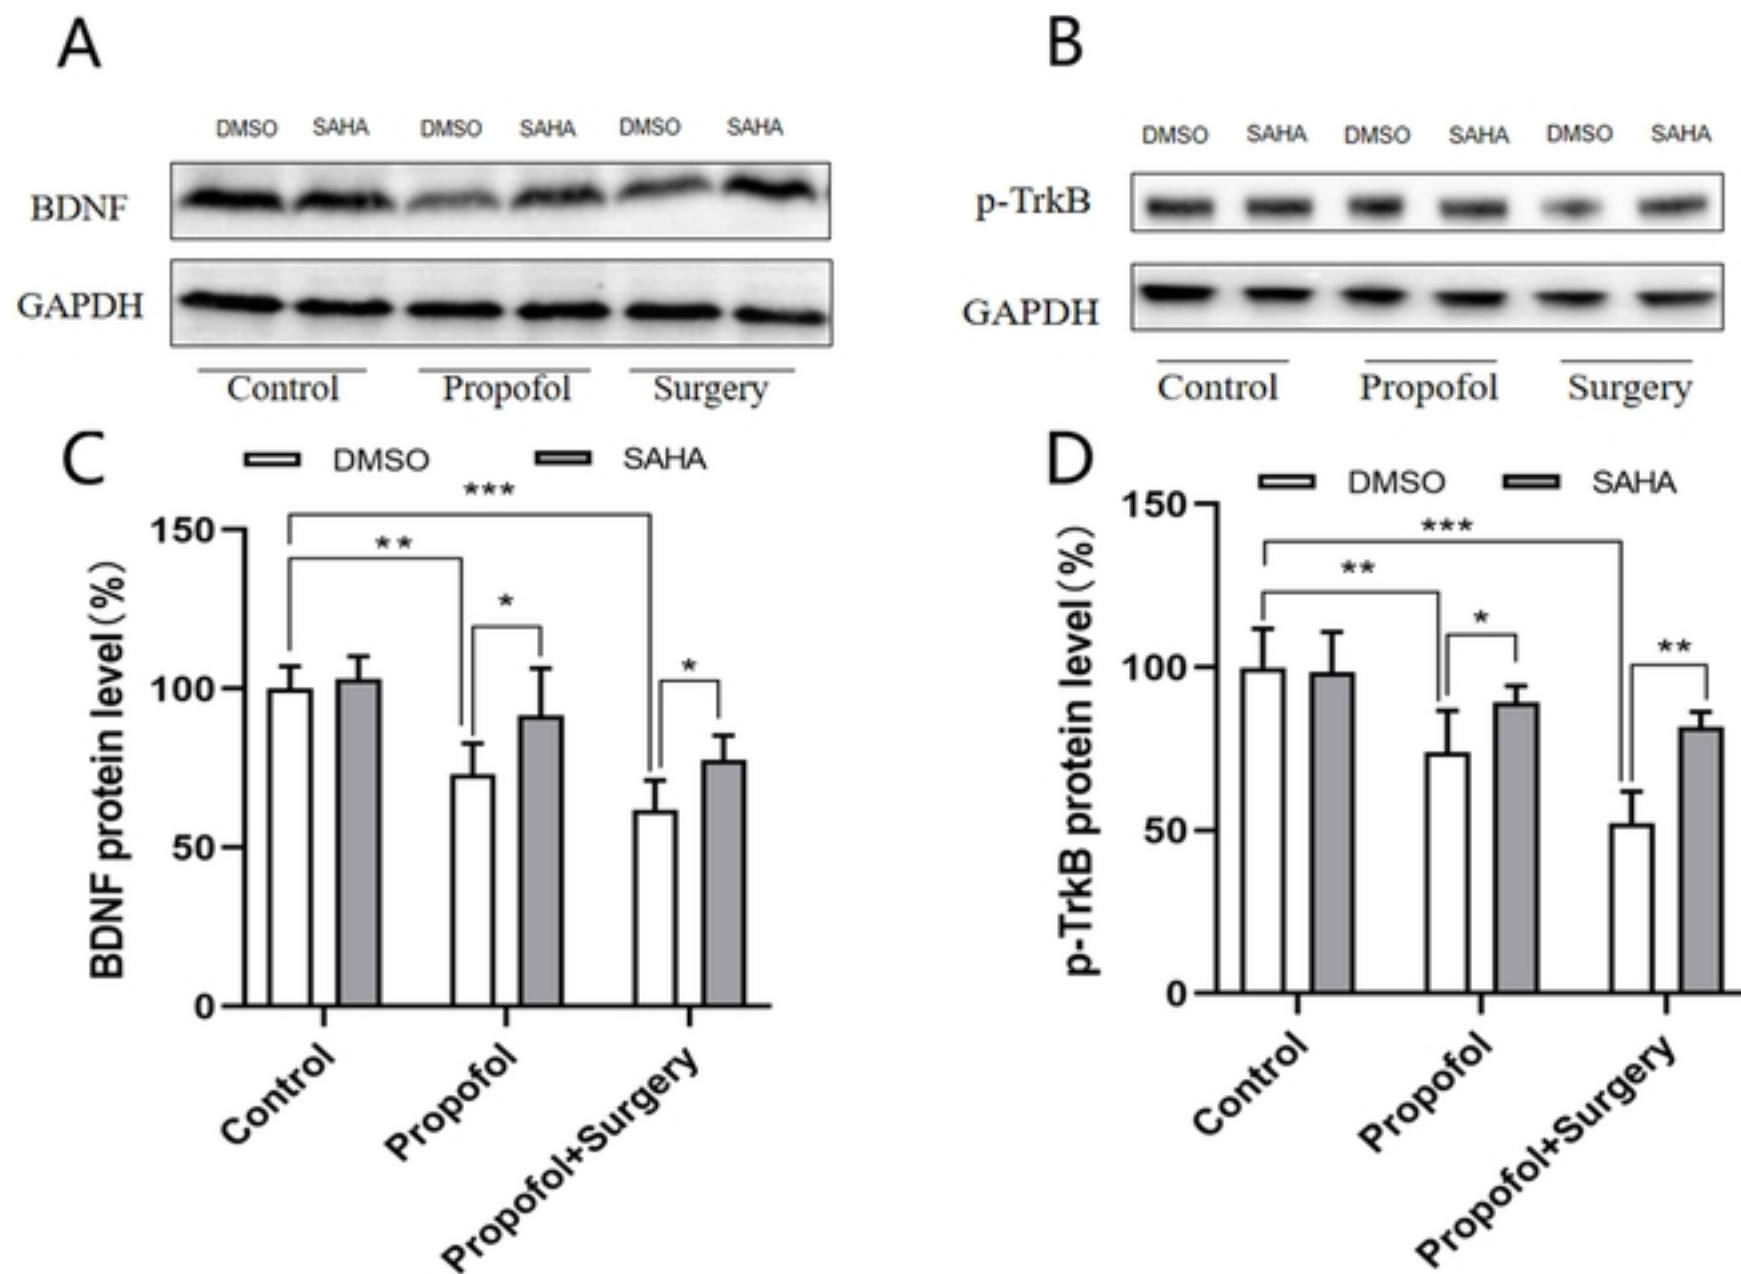 A
DMSO SAHA DMSO SAHA DMSO SAHA
BDNF
GAPDH
Control Propofol Surgery
B
DMSO SAHA DMSO SAHA DMSO SAHA
p-TrkB
GAPDH
Control Propofol Surgery
C
DMSO SAHA
***
**
*
*
150
100
50
0
BDNF protein level(%)
Control
Propofol
Propofol+Surgery
D
DMSO SAHA
***
**
*
**
150
100
50
0
p-TrkB protein level(%)
Control
Propofol
Propofol+Surgery